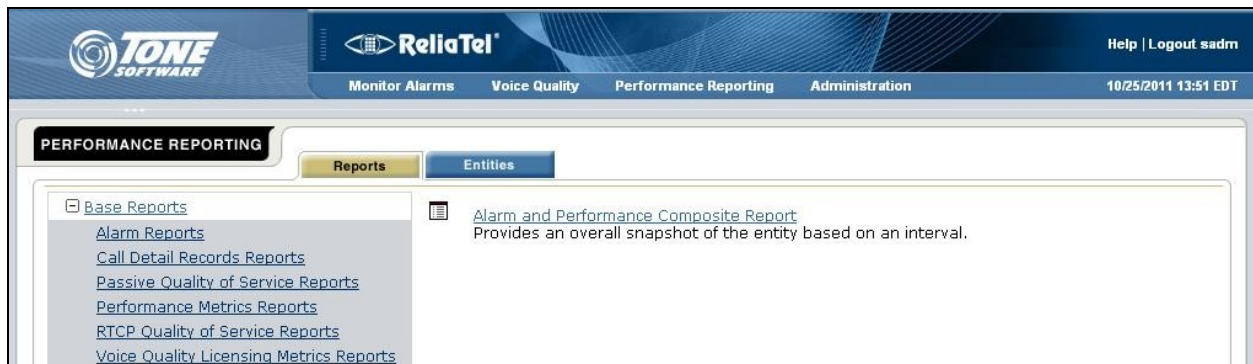 TONE
SOFTWARE
ReliaTel
Help | Logout sadm
Monitor Alarms Voice Quality Performance Reporting Administration
10/25/2011 13:51 EDT
PERFORMANCE REPORTING
Reports Entities
Base Reports
Alarm Reports
Call Detail Records Reports
Passive Quality of Service Reports
Performance Metrics Reports
RTCP Quality of Service Reports
Voice Quality Licensing Metrics Reports
Alarm and Performance Composite Report
Provides an overall snapshot of the entity based on an interval.